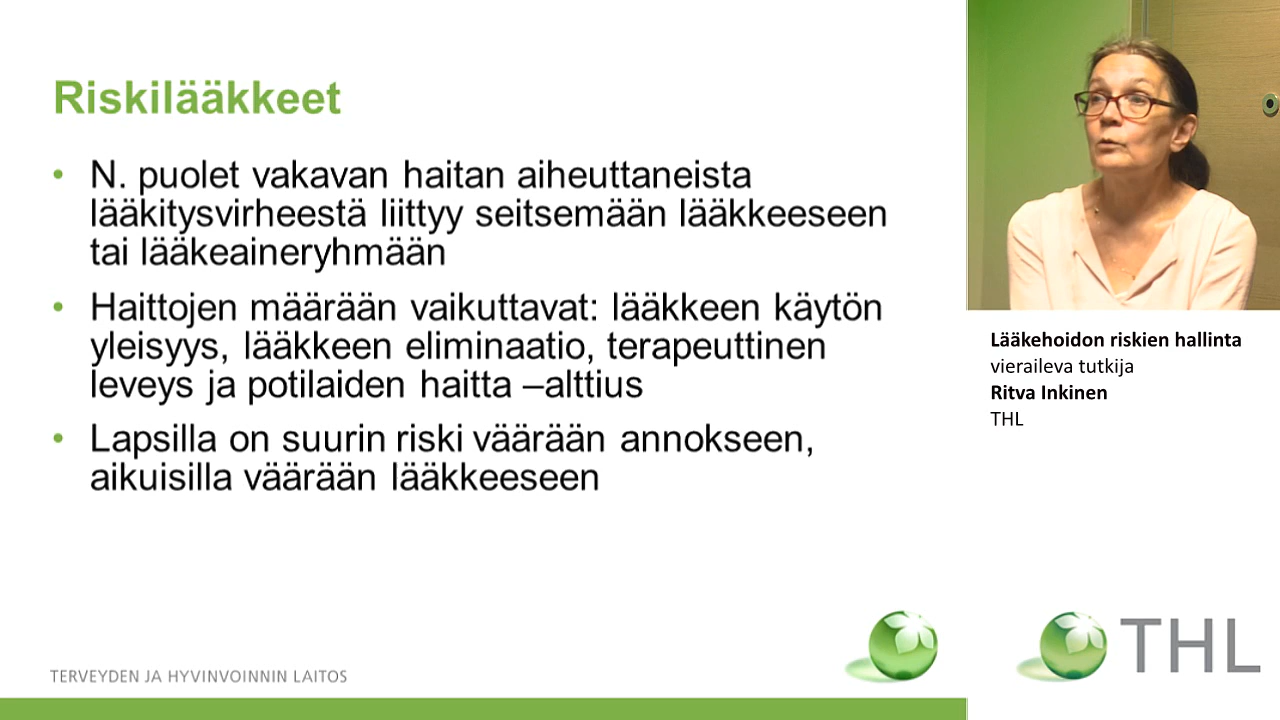 Riskilääkkeet
• N. puolet vakavan haitan aiheuttaneista
lääkitysvirheestä liittyy seitsemään lääkkeeseen
tai lääkeaineryhmään
• Haittojen määrään vaikuttavat: lääkkeen käytön
yleisyys, lääkkeen eliminaatio, terapeuttinen
leveys ja potilaiden haitta –alttius
• Lapsilla on suurin riski väärään annokseen,
aikuisilla väärään lääkkeeseen
TERVEYDEN JA HYVINVOINNIN LAITOS
Lääkehoidon riskien hallinta
vieraileva tutkija
Ritva Inkinen
THL
THL